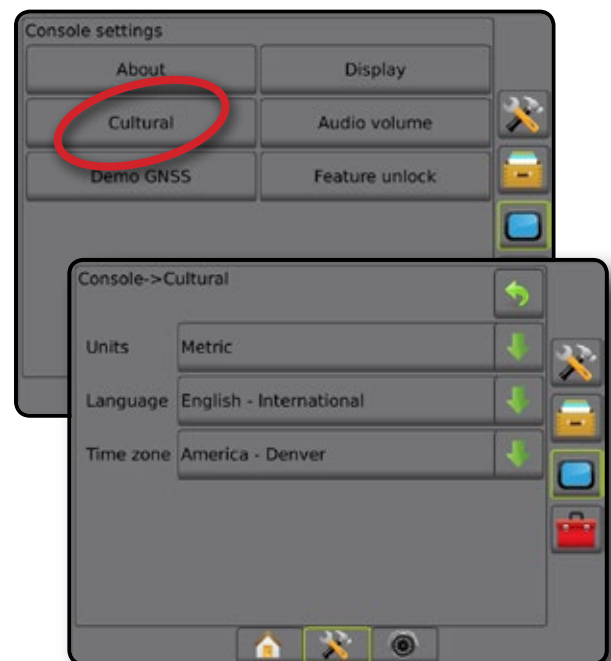 Console settings
About
Display
Cultural
Audio volume
Demo GNSS
Feature unlock
Console->Cultural
Units
Metric
Language
English - International
Time zone
America - Denver